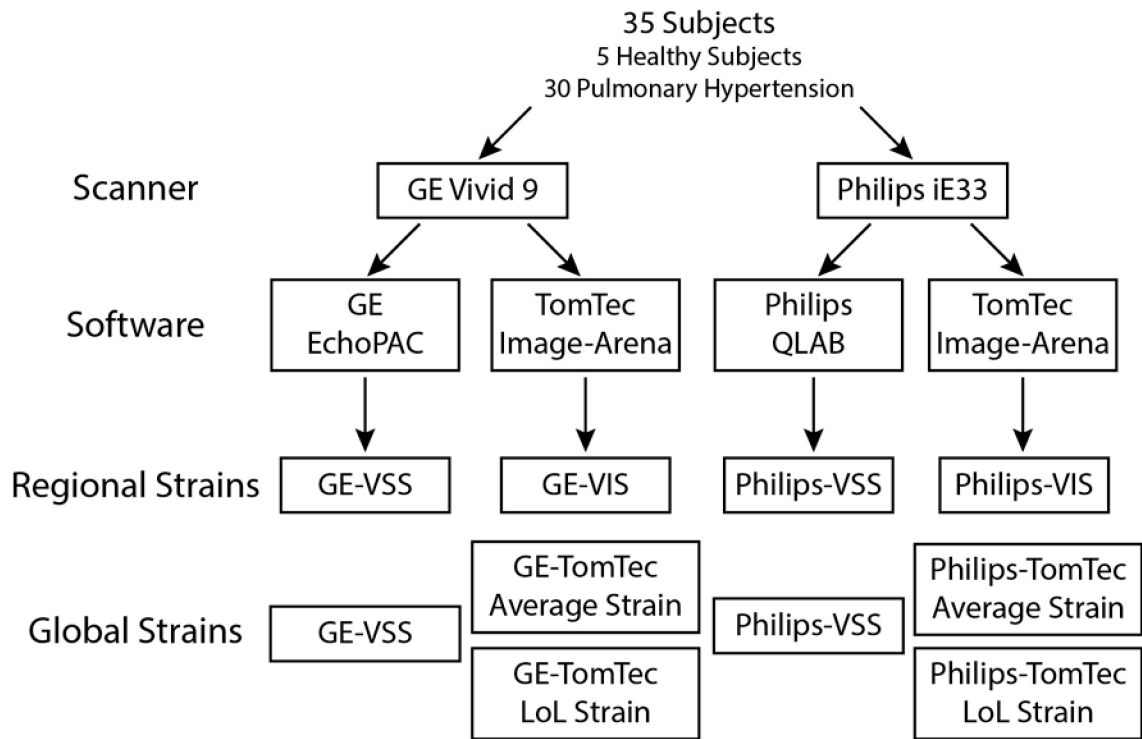 35 Subjects
5 Healthy Subjects
30 Pulmonary Hypertension
Scanner
GE Vivid 9
Philips iE33
Software
GE
EchoPAC
TomTec
Image-Arena
Philips
QLAB
TomTec
Image-Arena
Regional Strains
GE-VSS
GE-VIS
Philips-VSS
Philips-VIS
Global Strains
GE-VSS
GE-TomTec
Average Strain
GE-TomTec
LoL Strain
Philips-VSS
Philips-TomTec
Average Strain
Philips-TomTec
LoL Strain